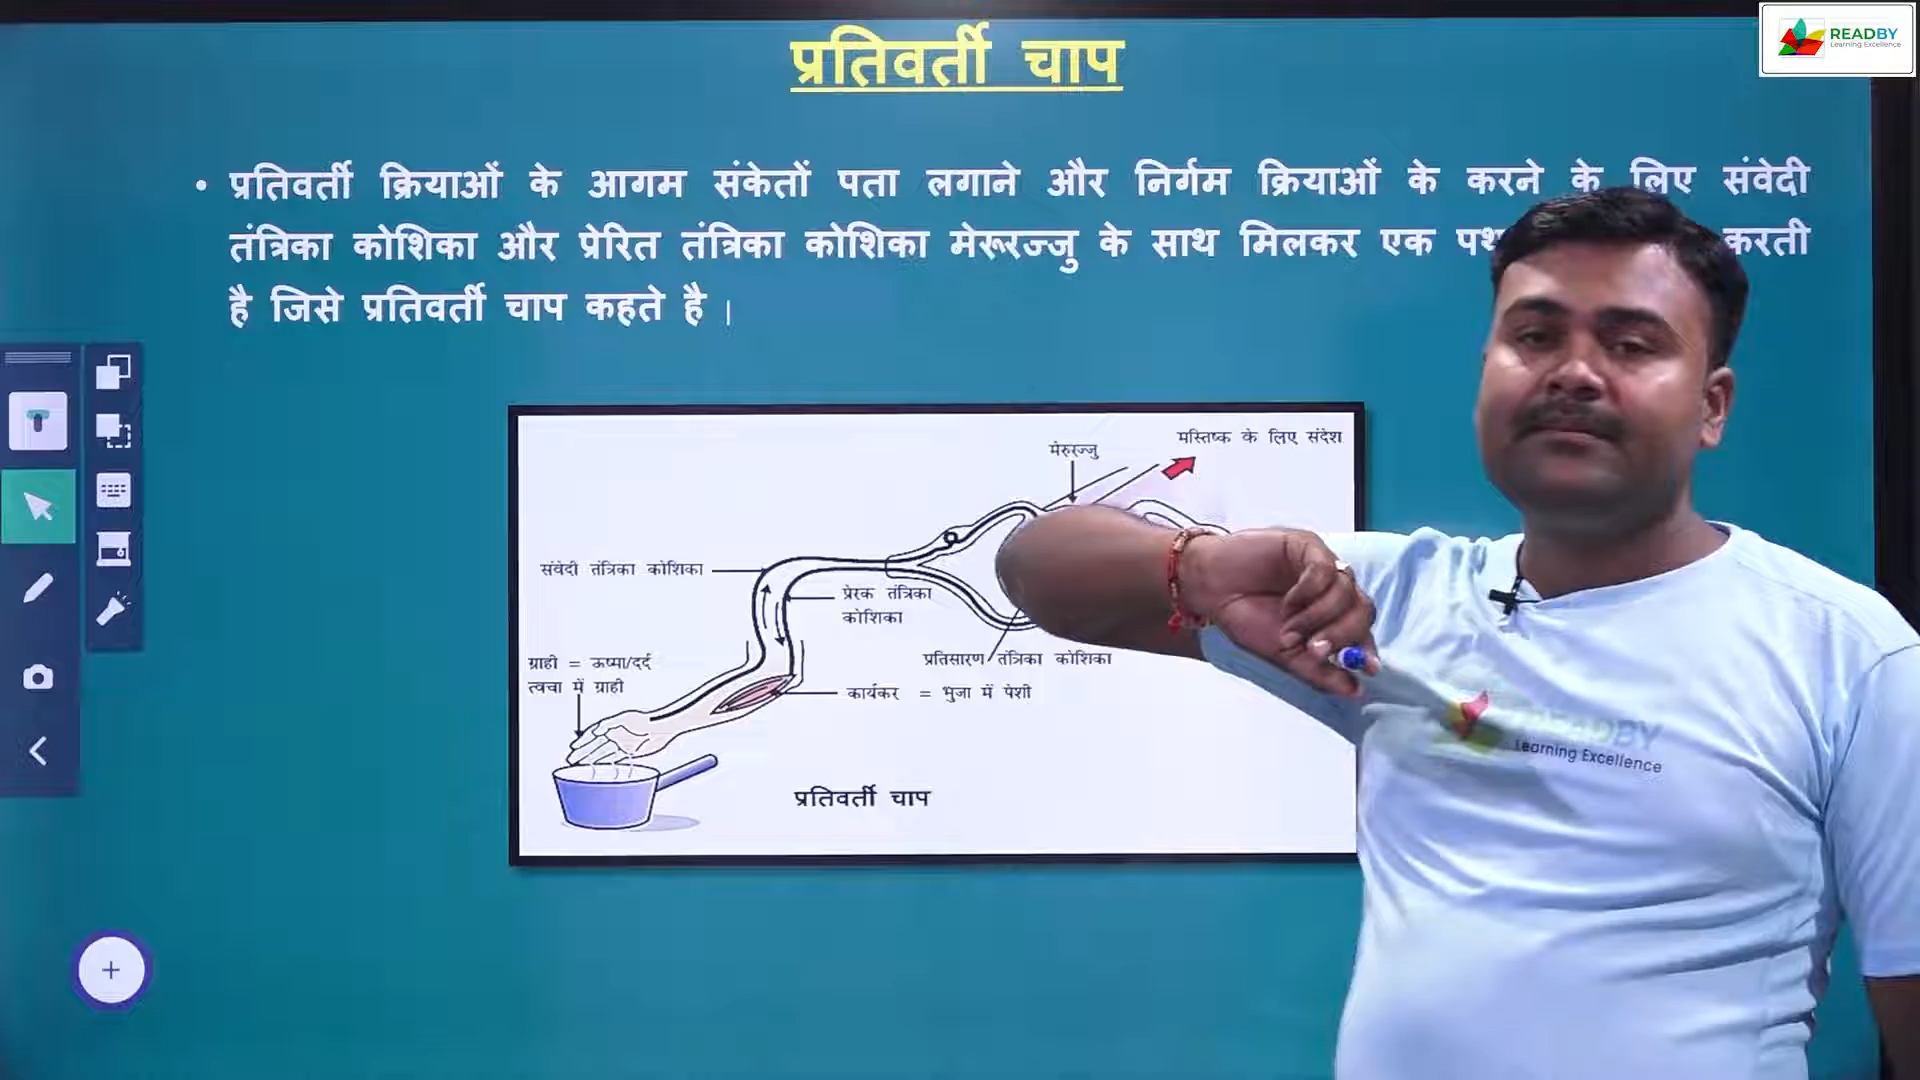 प्रतिवर्ती चाप
READBY
Learning Excellence
• प्रतिवर्ती क्रियाओं के आगम संकेतों पता लगाने और निर्गम क्रियाओं के करने के लिए संवेदी
तंत्रिका कोशिका और प्रेरित तंत्रिका कोशिका मेरूरज्जु के साथ मिलकर एक करती
है जिसे प्रतिवर्ती चाप कहते है ।
मस्तिष्क के लिए संदेश
मेरुरज्जु
संवेदी तंत्रिका कोशिका
प्रेरक तंत्रिका
कोशिका
ग्राही = ऊष्मा/दर्द
त्वचा में ग्राही
प्रतिसारण तंत्रिका कोशिका
कार्यकर = भुजा में पेशी
प्रतिवर्ती चाप
READBY
Learning Excellence